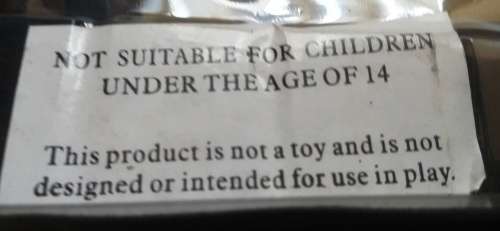 NOT SUITABLE FOR CHILDREN
UNDER THE AGE OF 14
This product is not a toy and is not
designed or intended for use in play.